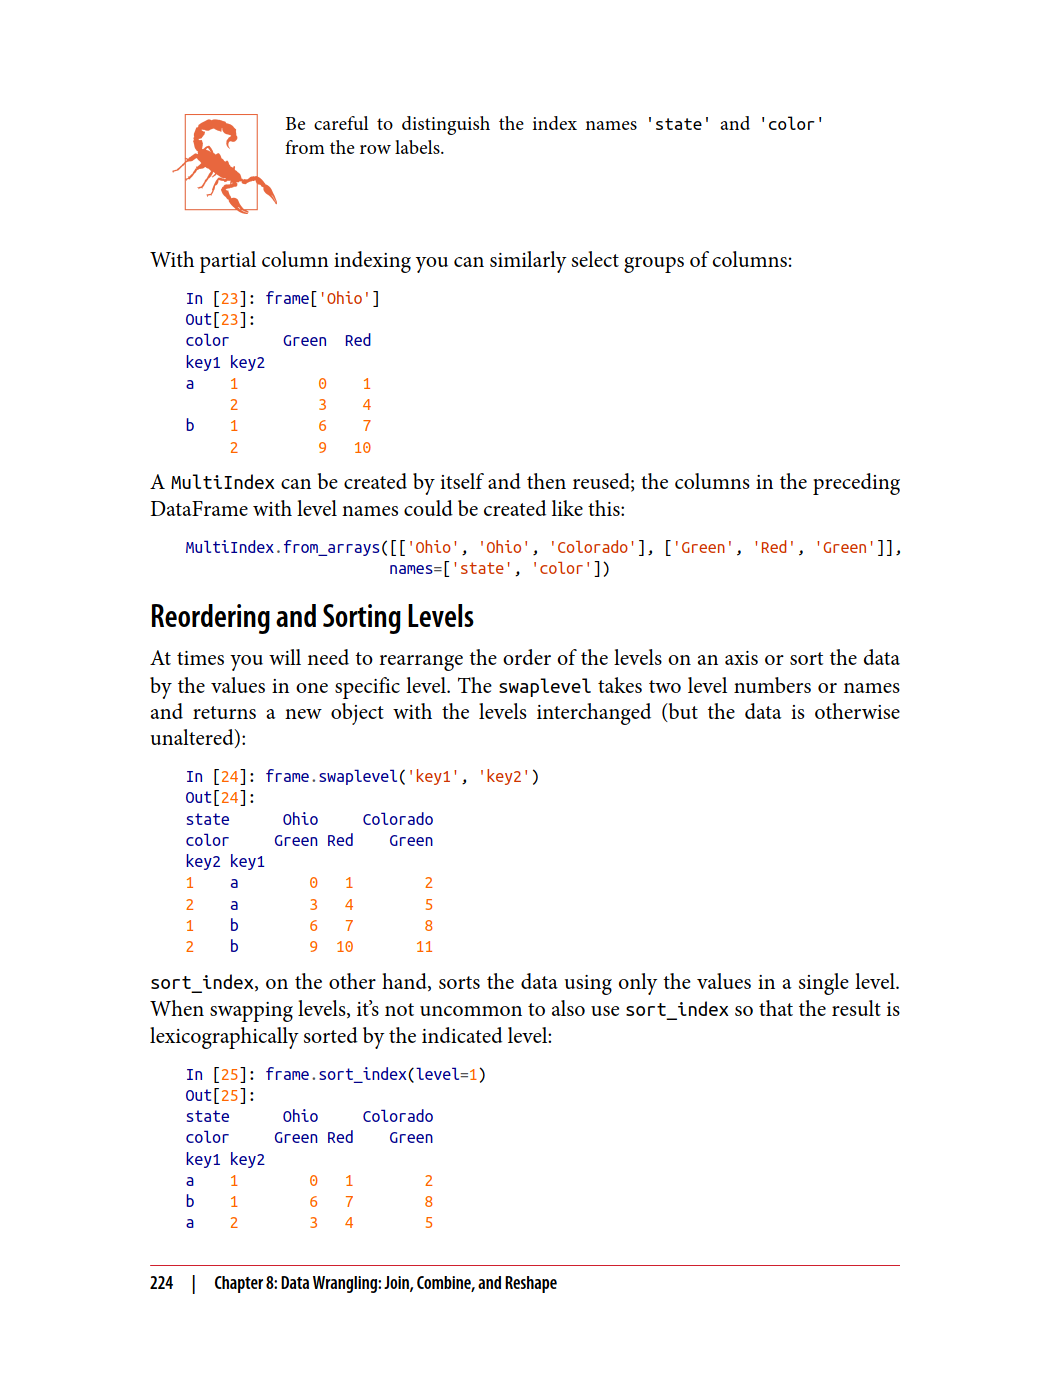 Be careful to distinguish the index names 'state' and 'color'
from the row labels.
With partial column indexing you can similarly select groups of columns:
In [23]: frame['Ohio']
Out[23]:
color      Green  Red
key1 key2
a    1         0    1
     2         3    4
b    1         6    7
     2         9   10
A MultiIndex can be created by itself and then reused; the columns in the preceding
DataFrame with level names could be created like this:
MultiIndex.from_arrays([['Ohio', 'Ohio', 'Colorado'], ['Green', 'Red', 'Green']],
                       names=['state', 'color'])
Reordering and Sorting Levels
At times you will need to rearrange the order of the levels on an axis or sort the data
by the values in one specific level. The swaplevel takes two level numbers or names
and returns a new object with the levels interchanged (but the data is otherwise
unaltered):
In [24]: frame.swaplevel('key1', 'key2')
Out[24]:
state      Ohio     Colorado
color     Green Red    Green
key2 key1
1    a        0   1        2
2    a        3   4        5
1    b        6   7        8
2    b        9  10       11
sort_index, on the other hand, sorts the data using only the values in a single level.
When swapping levels, it’s not uncommon to also use sort_index so that the result is
lexicographically sorted by the indicated level:
In [25]: frame.sort_index(level=1)
Out[25]:
state      Ohio     Colorado
color     Green Red    Green
key1 key2
a    1        0   1        2
b    1        6   7        8
a    2        3   4        5
224 | Chapter 8: Data Wrangling: Join, Combine, and Reshape